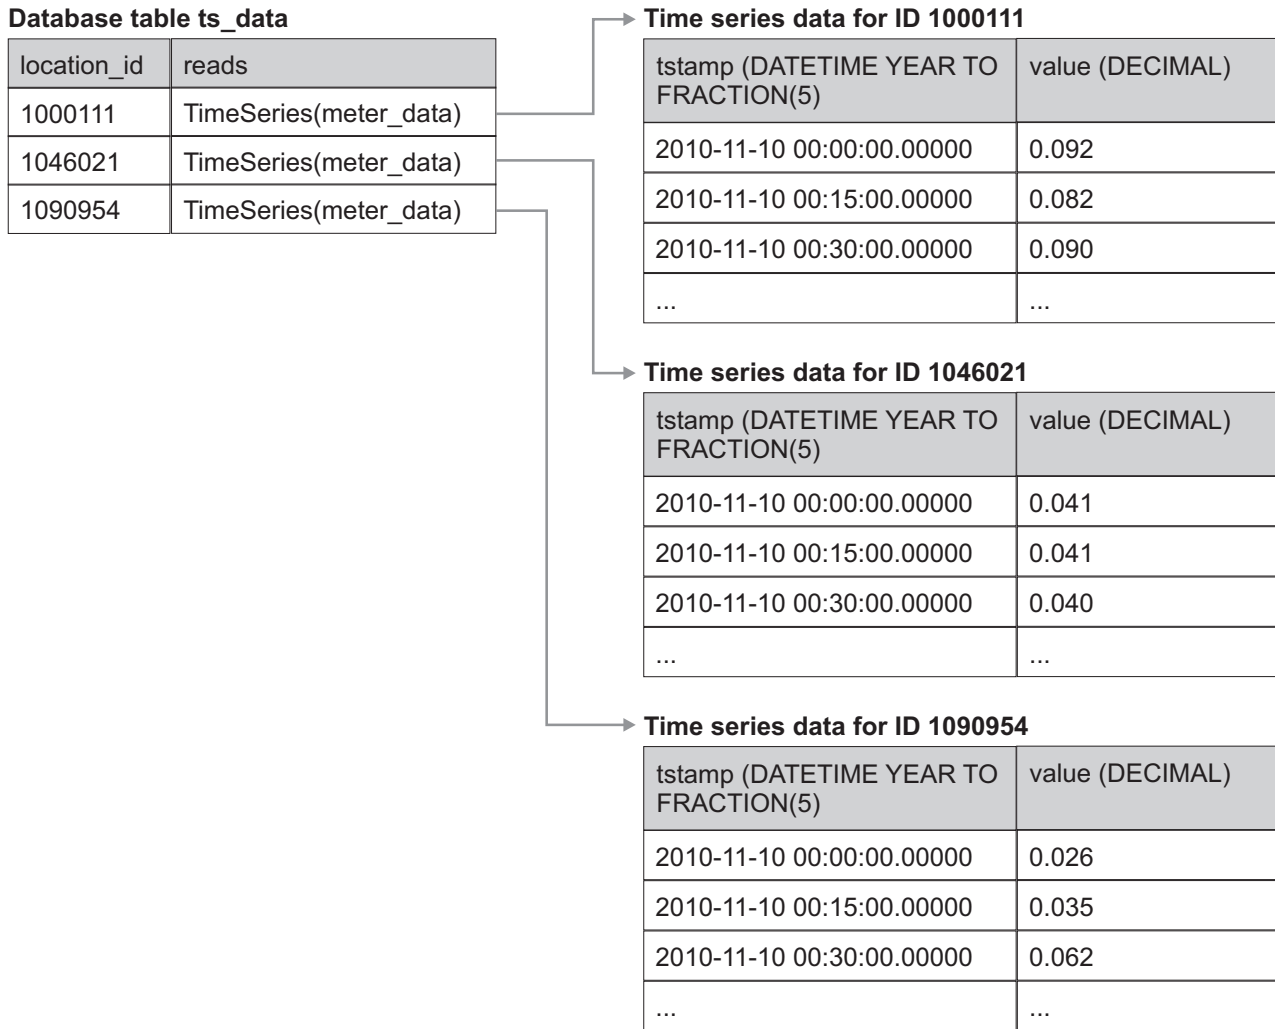 Database table ts_data
location_id reads
1000111 TimeSeries(meter_data)
1046021 TimeSeries(meter_data)
1090954 TimeSeries(meter_data)
Time series data for ID 1000111
tstamp (DATETIME YEAR TO value (DECIMAL)
FRACTION(5)
2010-11-10 00:00:00.00000 0.092
2010-11-10 00:15:00.00000 0.082
2010-11-10 00:30:00.00000 0.090
... ...
Time series data for ID 1046021
tstamp (DATETIME YEAR TO value (DECIMAL)
FRACTION(5)
2010-11-10 00:00:00.00000 0.041
2010-11-10 00:15:00.00000 0.041
2010-11-10 00:30:00.00000 0.040
... ...
Time series data for ID 1090954
tstamp (DATETIME YEAR TO value (DECIMAL)
FRACTION(5)
2010-11-10 00:00:00.00000 0.026
2010-11-10 00:15:00.00000 0.035
2010-11-10 00:30:00.00000 0.062
... ...